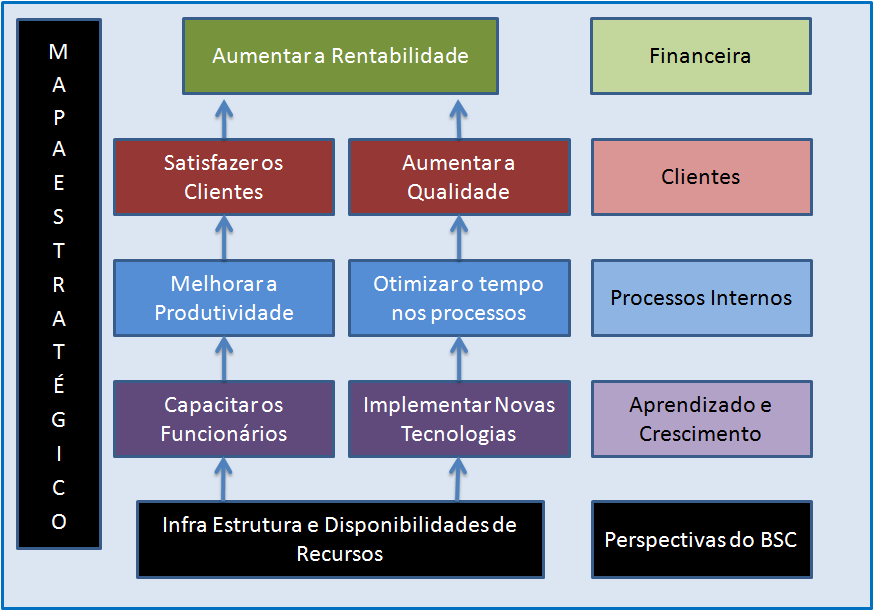 MAPA ESTRATÉGICO
Aumentar a Rentabilidade
Financeira
Satisfazer os
Clientes
Aumentar a
Qualidade
Clientes
Melhorar a
Produtividade
Otimizar o tempo
nos processos
Processos Internos
Capacitar os
Funcionários
Implementar Novas
Tecnologias
Aprendizado e
Crescimento
Infra Estrutura e Disponibilidades de
Recursos
Perspectivas do BSC